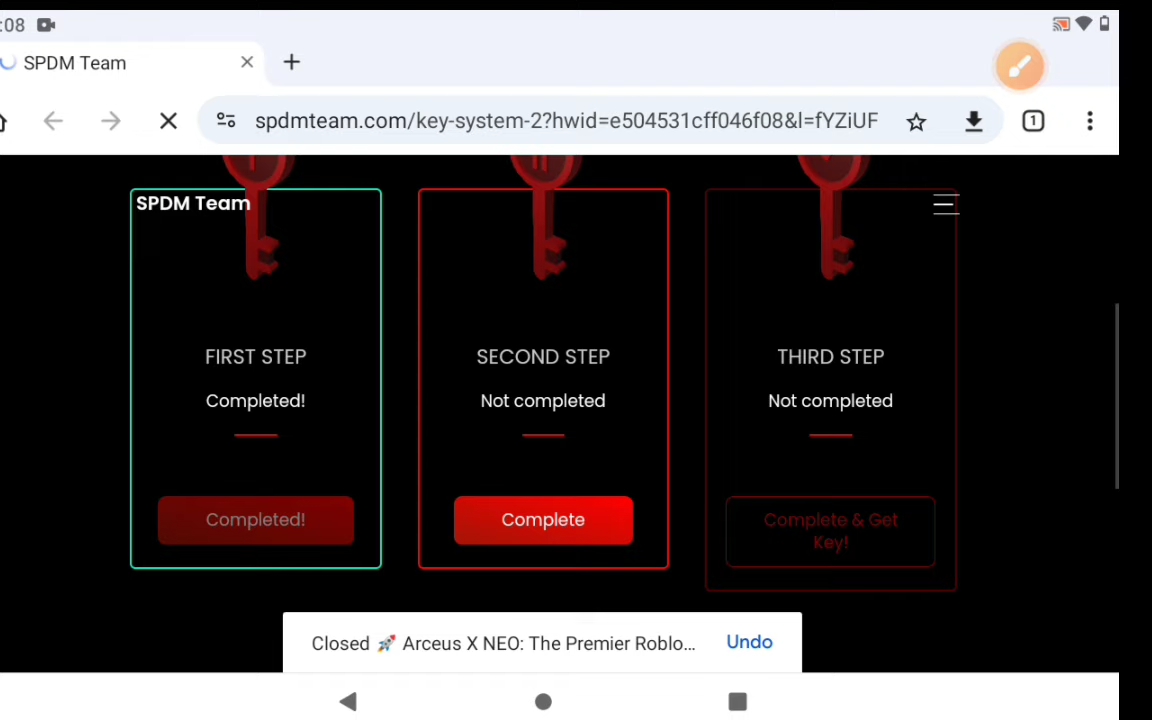 :08
SPDM Team
spdmteam.com/key-system-2?hwid=e504531cff046f08&l=fYZiUF
1
SPDM Team
FIRST STEP
Completed!
Completed!
SECOND STEP
Not completed
Complete
THIRD STEP
Not completed
Complete & Get
Key!
Closed 🚀 Arceus X NEO: The Premier Roblo...
Undo